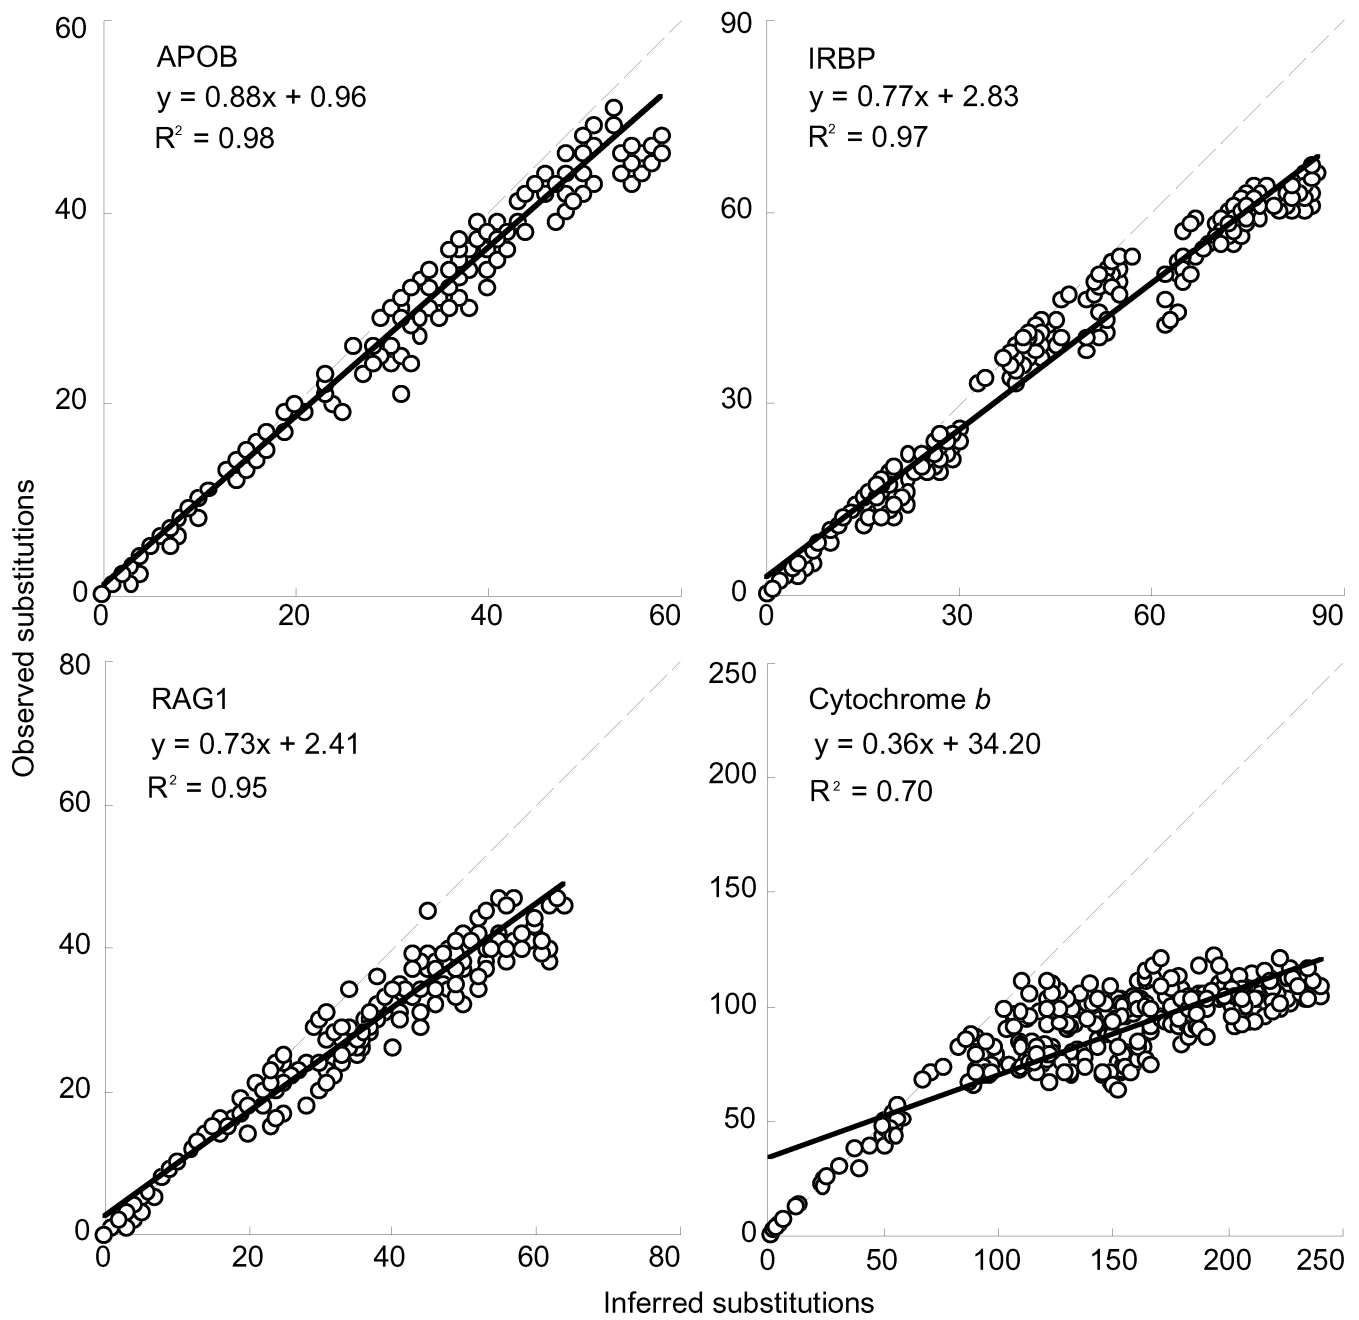 Observed substitutions
APOB
y = 0.88x + 0.96
R² = 0.98
60
40
20
0
0 20 40 60
IRBP
y = 0.77x + 2.83
R² = 0.97
90
60
30
0
0 30 60 90
RAG1
y = 0.73x + 2.41
R² = 0.95
80
60
40
20
0
0 20 40 60 80
Cytochrome b
y = 0.36x + 34.20
R² = 0.70
250
200
150
100
50
0
0 50 100 150 200 250
Inferred substitutions